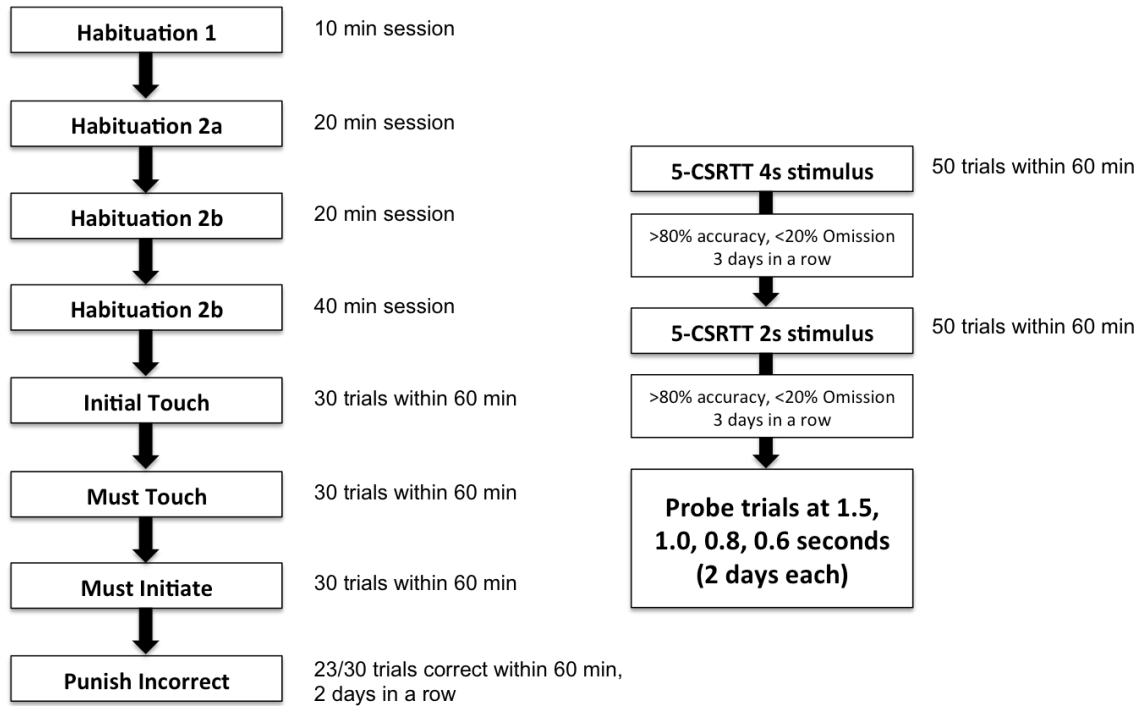 Habituation 1
10 min session
Habituation 2a
20 min session
Habituation 2b
20 min session
Habituation 2b
40 min session
Initial Touch
30 trials within 60 min
Must Touch
30 trials within 60 min
Must Initiate
30 trials within 60 min
Punish Incorrect
23/30 trials correct within 60 min,
2 days in a row
5-CSRTT 4s stimulus
50 trials within 60 min
>80% accuracy, <20% Omission
3 days in a row
5-CSRTT 2s stimulus
50 trials within 60 min
>80% accuracy, <20% Omission
3 days in a row
Probe trials at 1.5,
1.0, 0.8, 0.6 seconds
(2 days each)